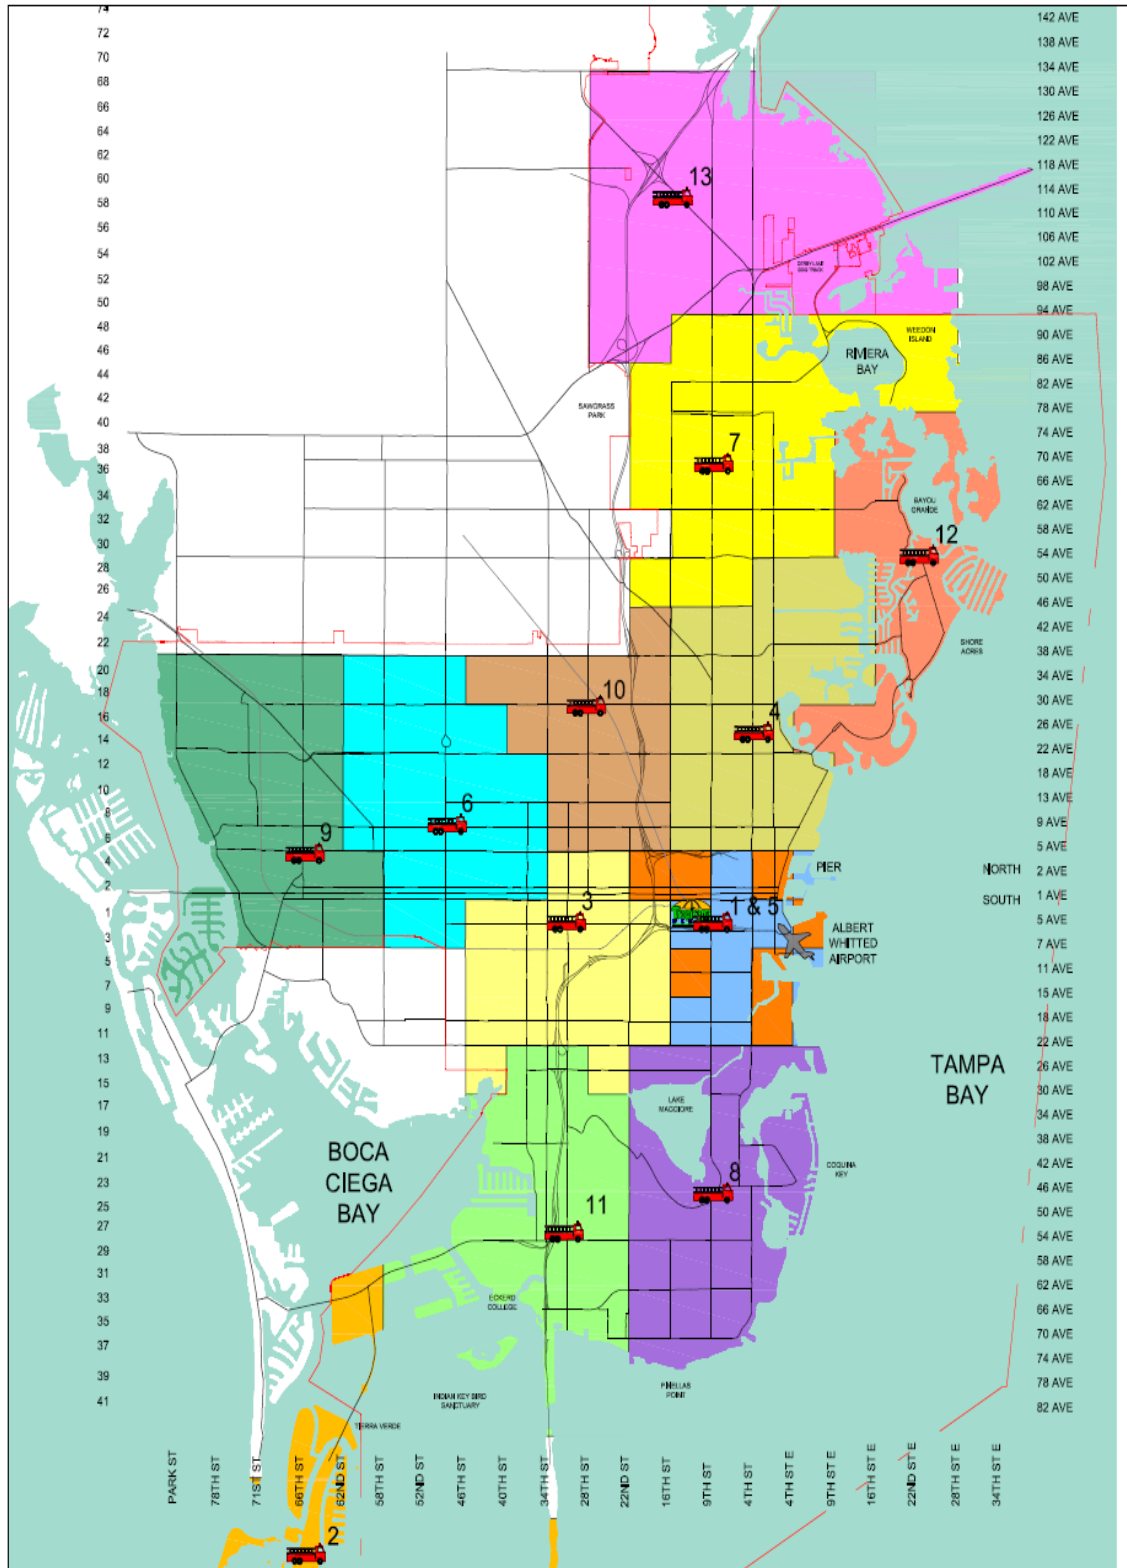 74
72
70
68
66
64
62
60
58
56
54
52
50
48
46
44
42
40
38
36
34
32
30
28
26
24
22
20
18
16
14
12
10
8
6
4
2
1
3
5
7
9
11
13
15
17
19
21
23
25
27
29
31
33
35
37
39
41
142 AVE
138 AVE
134 AVE
130 AVE
126 AVE
122 AVE
118 AVE
114 AVE
110 AVE
106 AVE
102 AVE
98 AVE
94 AVE
90 AVE
86 AVE
82 AVE
78 AVE
74 AVE
70 AVE
66 AVE
62 AVE
58 AVE
54 AVE
50 AVE
46 AVE
42 AVE
38 AVE
34 AVE
30 AVE
26 AVE
22 AVE
18 AVE
13 AVE
9 AVE
5 AVE
NORTH 2 AVE
SOUTH 1 AVE
5 AVE
7 AVE
11 AVE
15 AVE
18 AVE
22 AVE
26 AVE
30 AVE
34 AVE
38 AVE
42 AVE
46 AVE
50 AVE
54 AVE
58 AVE
62 AVE
66 AVE
70 AVE
74 AVE
78 AVE
82 AVE
13
DERBY LANE
DOG TRACK
WEEDON
ISLAND
RIVIERA
BAY
SAWGRASS
PARK
7
BAYOU
GRANDE
12
SHORE
ACRES
10
4
6
9
PIER
3
1 & 5
ALBERT
WHITTED
AIRPORT
TAMPA
BAY
LAKE
MAGGIORE
BOCA
CIEGA
BAY
8
COQUINA
KEY
11
ECKERD
COLLEGE
PINELLAS
POINT
INDIAN KEY BIRD
SANCTUARY
TIERRA VERDE
2
PARK ST
78TH ST
71ST ST
66TH ST
62ND ST
58TH ST
52ND ST
46TH ST
40TH ST
34TH ST
28TH ST
22ND ST
16TH ST
9TH ST
4TH ST
4TH ST E
9TH ST E
16TH ST E
22ND ST E
28TH ST E
34TH ST E